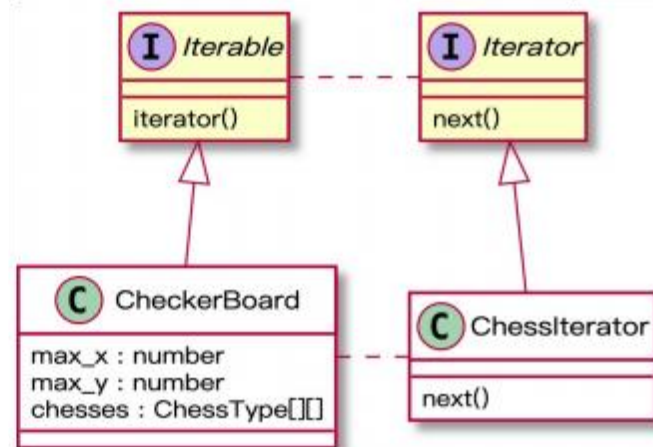 I Iterable
iterator()
I Iterator
next()
C CheckerBoard
max_x : number
max_y : number
chesses : ChessType[][]
C ChessIterator
next()